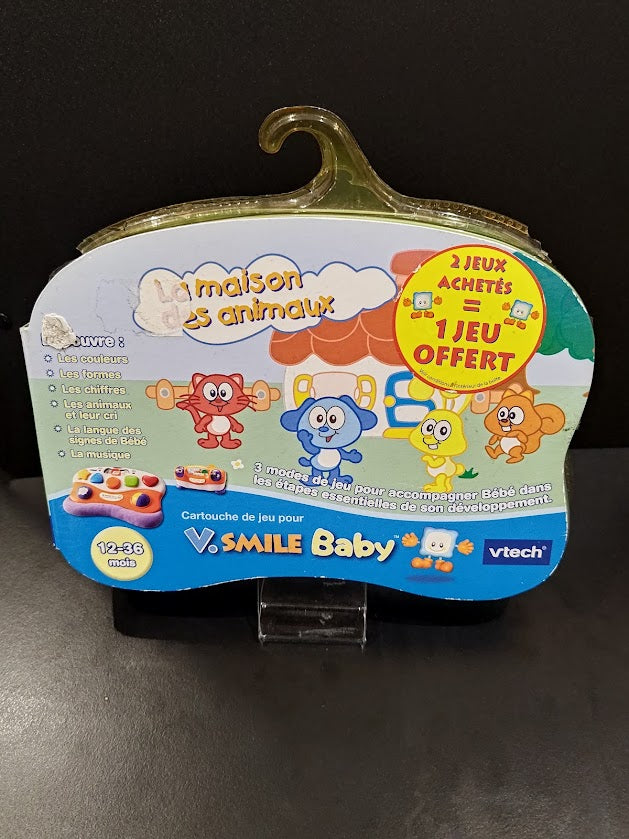 La maison
des animaux
2 JEUX
ACHETÉS
=
1 JEU
OFFERT
Découvre :
Les couleurs
Les formes
Les chiffres
Les animaux
et leur cri
La langue des
signes de Bébé
La musique
3 modes de jeu pour accompagner Bébé dans
les étapes essentielles de son développement.
Cartouche de jeu pour
V.SMILE Baby™
vtech®
12-36
mois